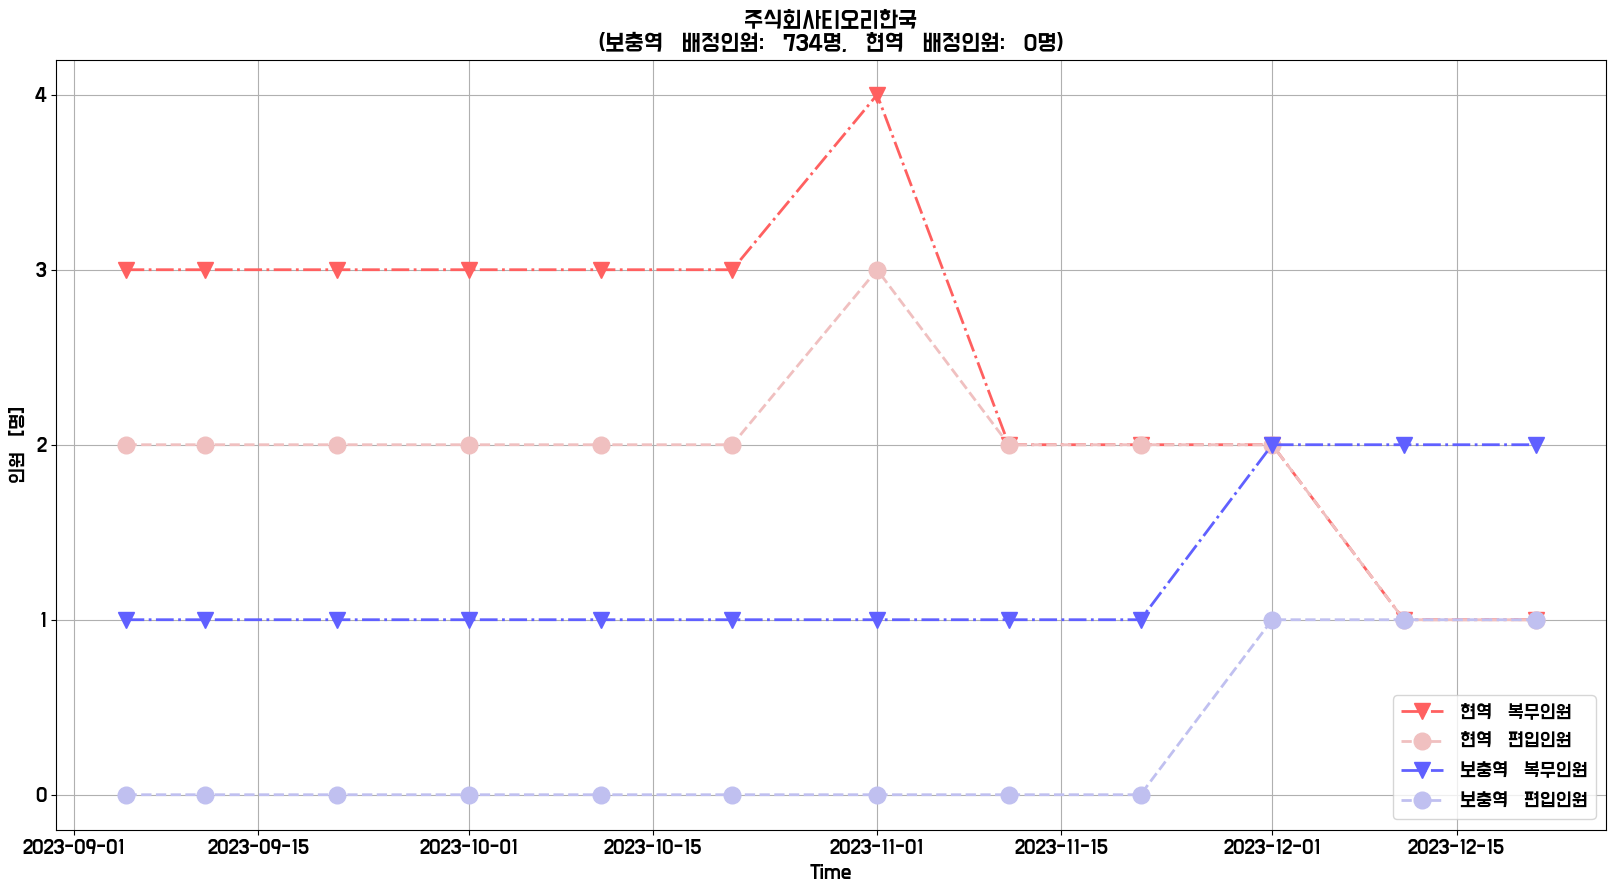 주식회사티오리한국
(보충역 배정인원: 734명, 현역 배정인원: 0명)
인원 [명]
4
3
2
1
0
2023-09-01 2023-09-15 2023-10-01 2023-10-15 2023-11-01 2023-11-15 2023-12-01 2023-12-15
Time
현역 복무인원
현역 편입인원
보충역 복무인원
보충역 편입인원